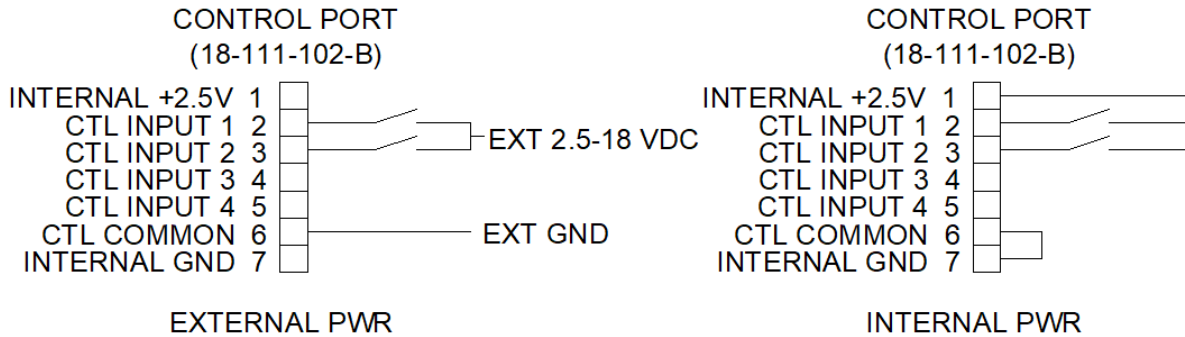 CONTROL PORT
(18-111-102-B)
INTERNAL +2.5V 1
CTL INPUT 1 2
CTL INPUT 2 3
CTL INPUT 3 4
CTL INPUT 4 5
CTL COMMON 6
INTERNAL GND 7
EXT 2.5-18 VDC
EXT GND
EXTERNAL PWR
CONTROL PORT
(18-111-102-B)
INTERNAL +2.5V 1
CTL INPUT 1 2
CTL INPUT 2 3
CTL INPUT 3 4
CTL INPUT 4 5
CTL COMMON 6
INTERNAL GND 7
INTERNAL PWR